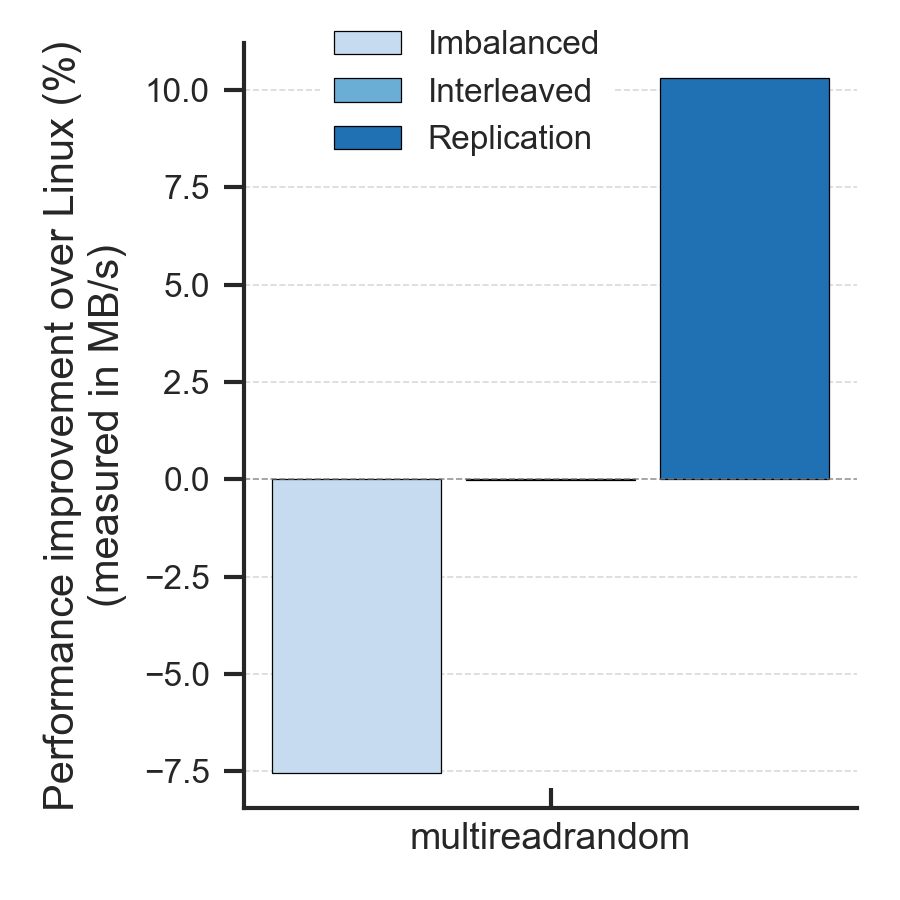 Performance improvement over Linux (%)
(measured in MB/s)
Imbalanced
Interleaved
Replication
10.0
7.5
5.0
2.5
0.0
−2.5
−5.0
−7.5
multireadrandom